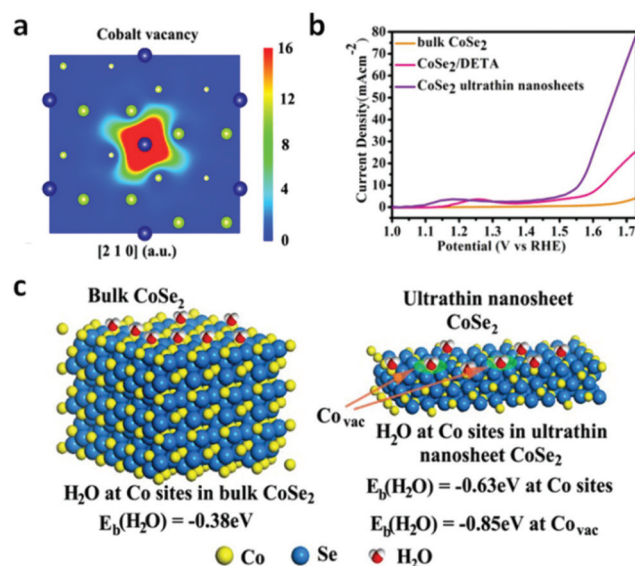 a
Cobalt vacancy
16
12
8
4
0
[2 1 0] (a.u.)
b
Current Density(mAcm⁻²)
80
70
60
50
40
30
20
10
0
bulk CoSe₂
CoSe₂/DETA
CoSe₂ ultrathin nanosheets
1.0 1.1 1.2 1.3 1.4 1.5 1.6 1.7
Potential (V vs RHE)
c
Bulk CoSe₂
H₂O at Co sites in bulk CoSe₂
E_b(H₂O) = -0.38eV
Ultrathin nanosheet
CoSe₂
Co_vac
H₂O at Co sites in ultrathin
nanosheet CoSe₂
E_b(H₂O) = -0.63eV at Co sites
E_b(H₂O) = -0.85eV at Co_vac
Co Se H₂O